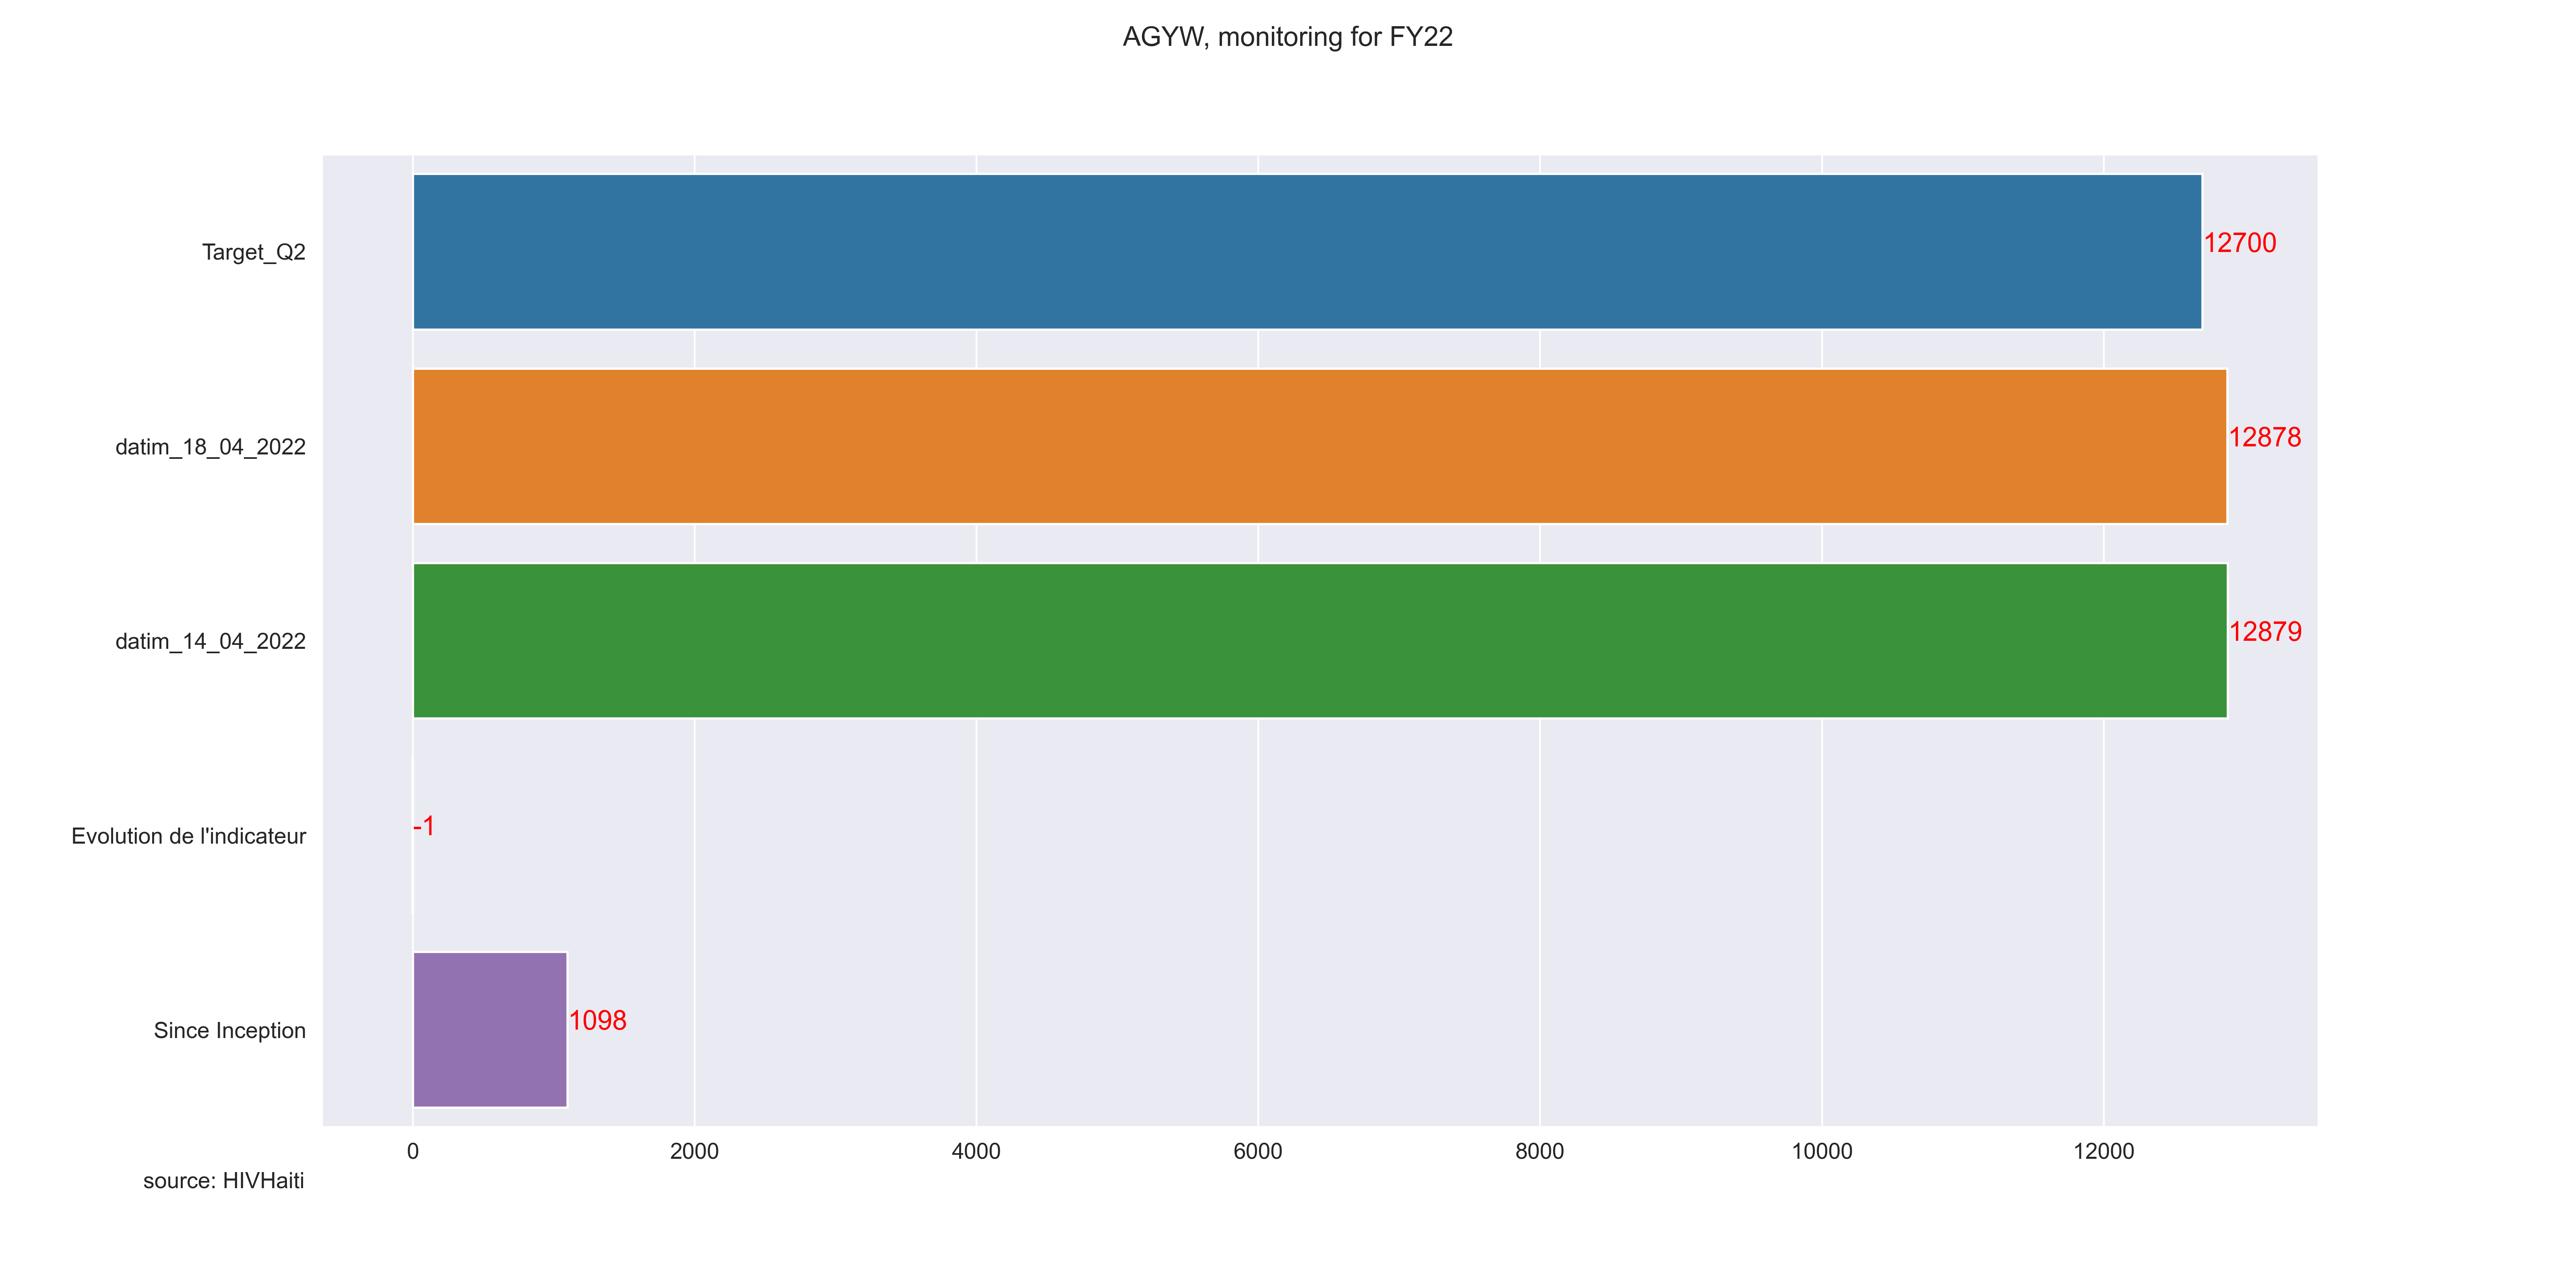 AGYW, monitoring for FY22
Target_Q2
12700
datim_18_04_2022
12878
datim_14_04_2022
12879
Evolution de l'indicateur
-1
Since Inception
1098
0 2000 4000 6000 8000 10000 12000
source: HIVHaiti